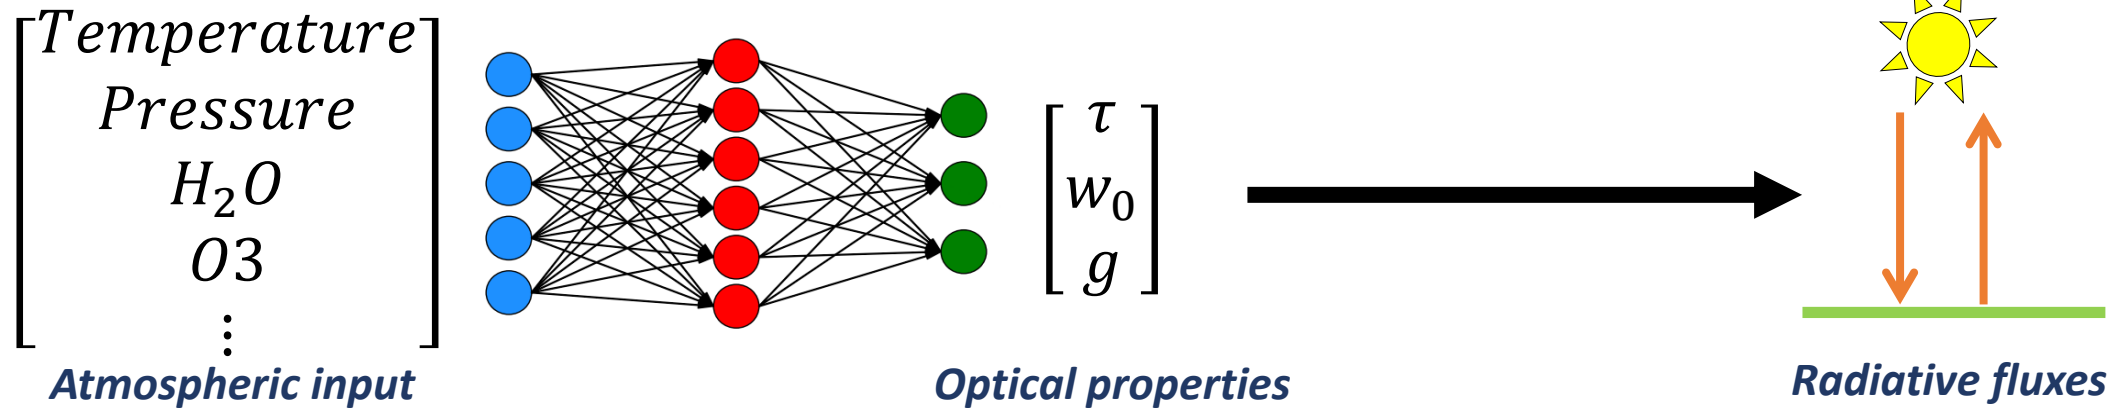 Temperature
Pressure
H₂O
O3
⋮
Atmospheric input
τ
w₀
g
Optical properties
Radiative fluxes